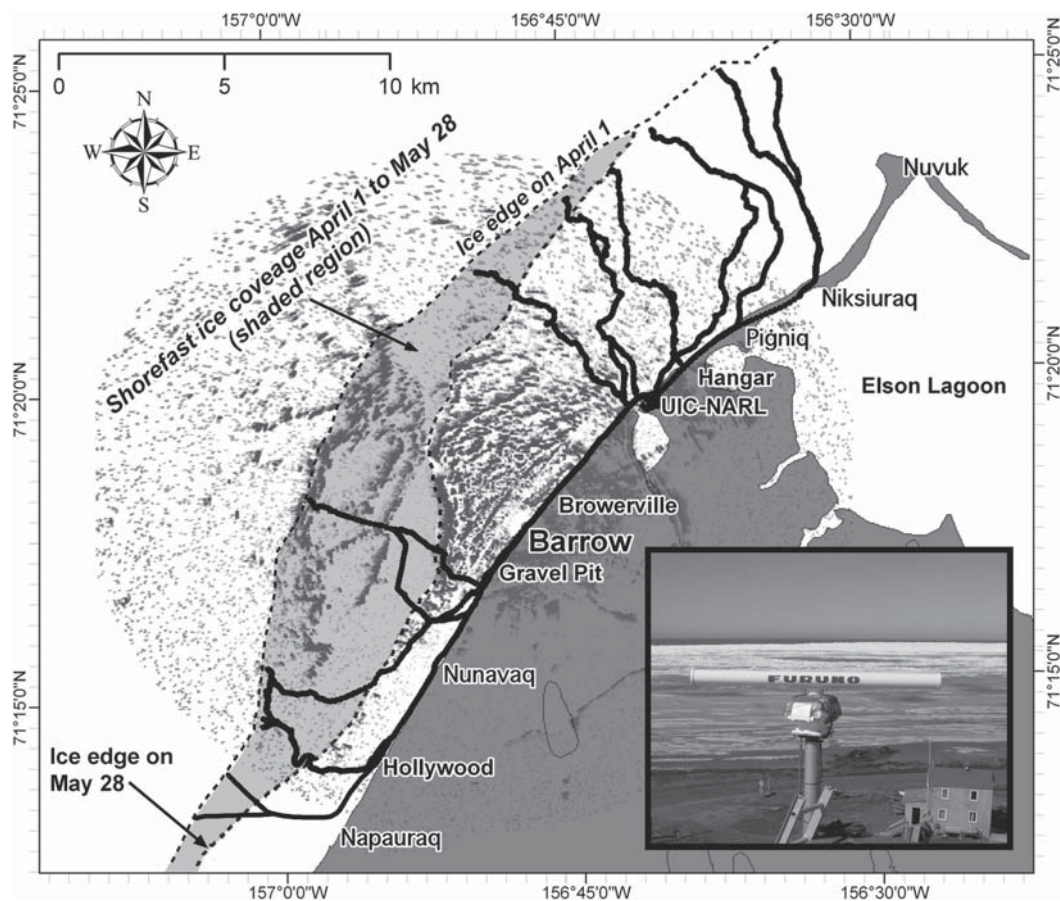 157°0'0"W
156°45'0"W
156°30'0"W
71°25'0"N
71°25'0"N
0
5
10 km
N
W
E
S
Shorefast ice coveage April 1 to May 28
(shaded region)
Ice edge on April 1
Nuvuk
Niksiuraq
Piġniq
71°20'0"N
71°20'0"N
Hangar
UIC-NARL
Elson Lagoon
Browerville
Barrow
Gravel Pit
FURUNO
Nunavaq
71°15'0"N
71°15'0"N
Ice edge on
May 28
Hollywood
Napauraq
157°0'0"W
156°45'0"W
156°30'0"W